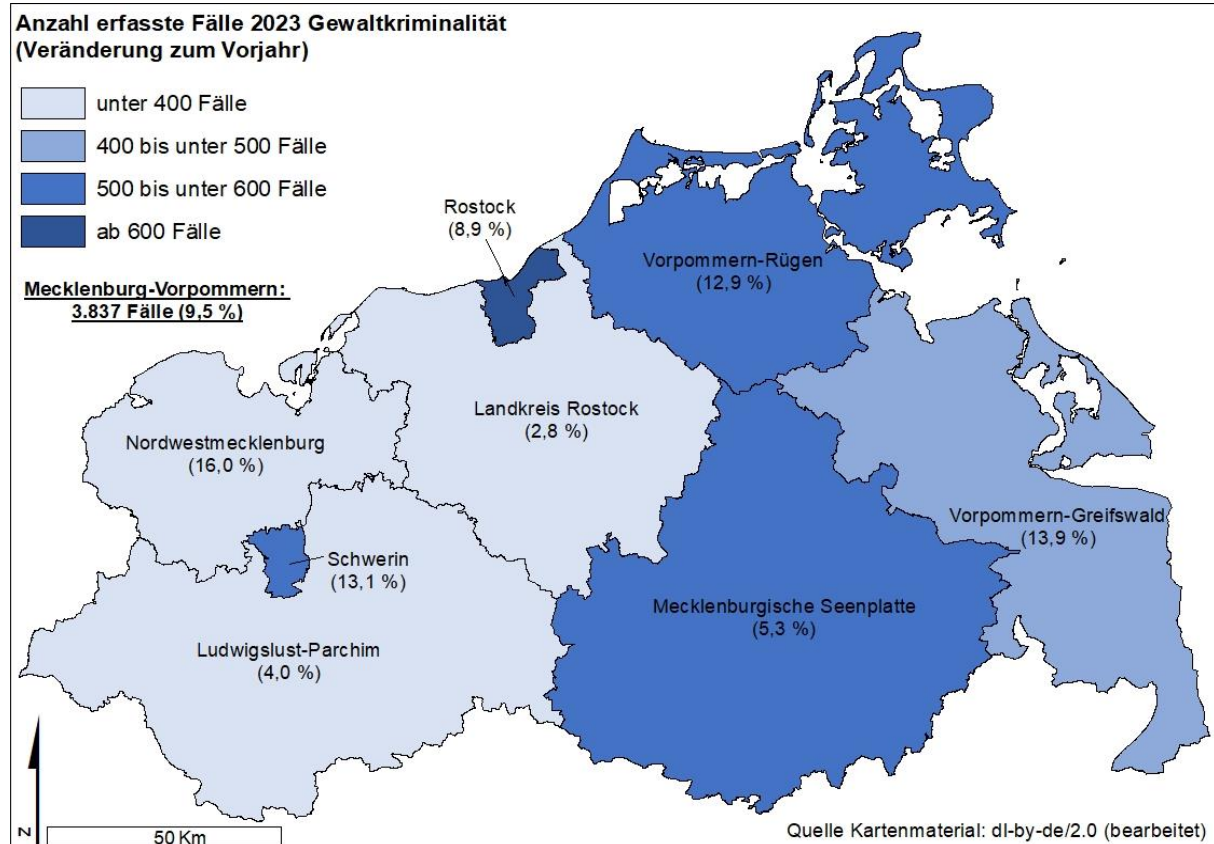 Anzahl erfasste Fälle 2023 Gewaltkriminalität
(Veränderung zum Vorjahr)
unter 400 Fälle
400 bis unter 500 Fälle
500 bis unter 600 Fälle
ab 600 Fälle
Mecklenburg-Vorpommern:
3.837 Fälle (9,5 %)
Rostock
(8,9 %)
Vorpommern-Rügen
(12,9 %)
Landkreis Rostock
(2,8 %)
Nordwestmecklenburg
(16,0 %)
Vorpommern-Greifswald
(13,9 %)
Schwerin
(13,1 %)
Mecklenburgische Seenplatte
(5,3 %)
Ludwigslust-Parchim
(4,0 %)
N
50 Km
Quelle Kartenmaterial: dl-by-de/2.0 (bearbeitet)